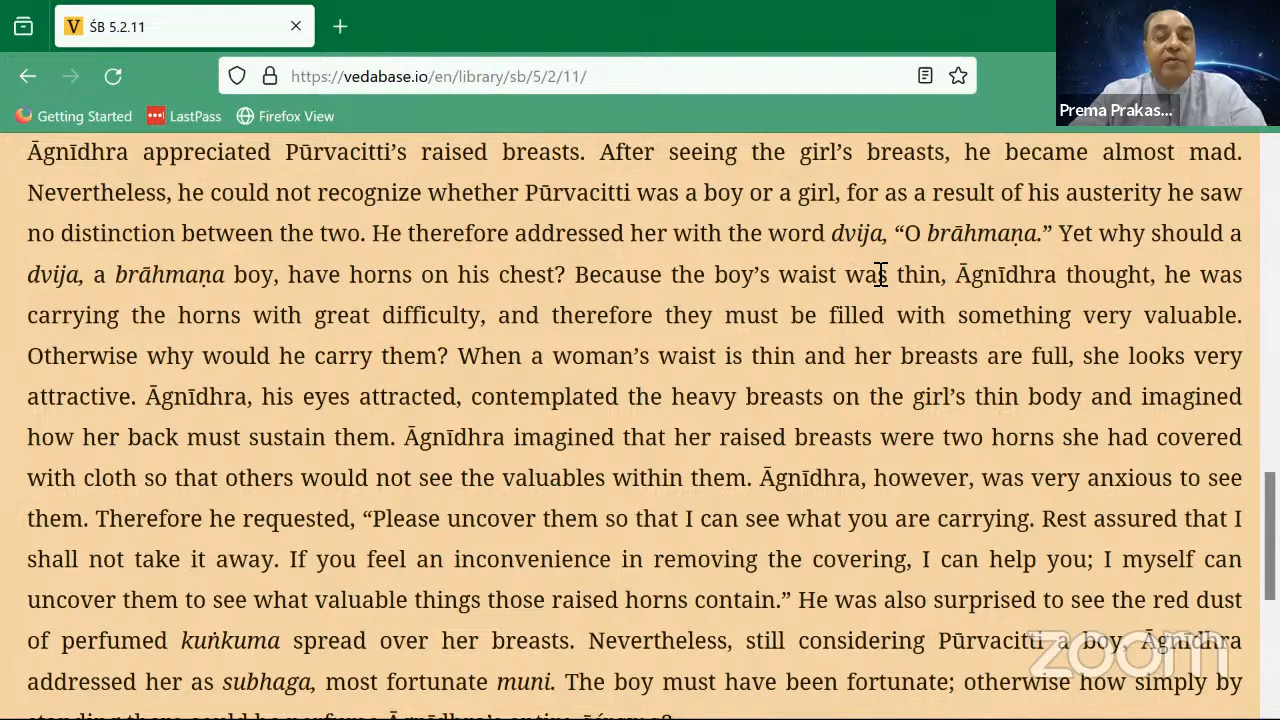 ŚB 5.2.11
https://vedabase.io/en/library/sb/5/2/11/
Getting Started
LastPass
Firefox View
Prema Prakas...
Āgnīdhra appreciated Pūrvacitti’s raised breasts. After seeing the girl’s breasts, he became almost mad.
Nevertheless, he could not recognize whether Pūrvacitti was a boy or a girl, for as a result of his austerity he saw
no distinction between the two. He therefore addressed her with the word dvija, “O brāhmaṇa.” Yet why should a
dvija, a brāhmaṇa boy, have horns on his chest? Because the boy’s waist was thin, Āgnīdhra thought, he was
carrying the horns with great difficulty, and therefore they must be filled with something very valuable.
Otherwise why would he carry them? When a woman’s waist is thin and her breasts are full, she looks very
attractive. Āgnīdhra, his eyes attracted, contemplated the heavy breasts on the girl’s thin body and imagined
how her back must sustain them. Āgnīdhra imagined that her raised breasts were two horns she had covered
with cloth so that others would not see the valuables within them. Āgnīdhra, however, was very anxious to see
them. Therefore he requested, “Please uncover them so that I can see what you are carrying. Rest assured that I
shall not take it away. If you feel an inconvenience in removing the covering, I can help you; I myself can
uncover them to see what valuable things those raised horns contain.” He was also surprised to see the red dust
of perfumed kuṅkuma spread over her breasts. Nevertheless, still considering Pūrvacitti a boy, Āgnīdhra
addressed her as subhaga, most fortunate muni. The boy must have been fortunate; otherwise how simply by
standing there could he perfume Āgnīdhra’s entire āśrama?
zoom